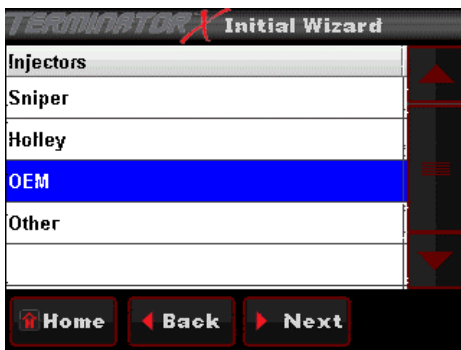 TERMINATOR X Initial Wizard
Injectors
Sniper
Holley
OEM
Other
Home Back Next